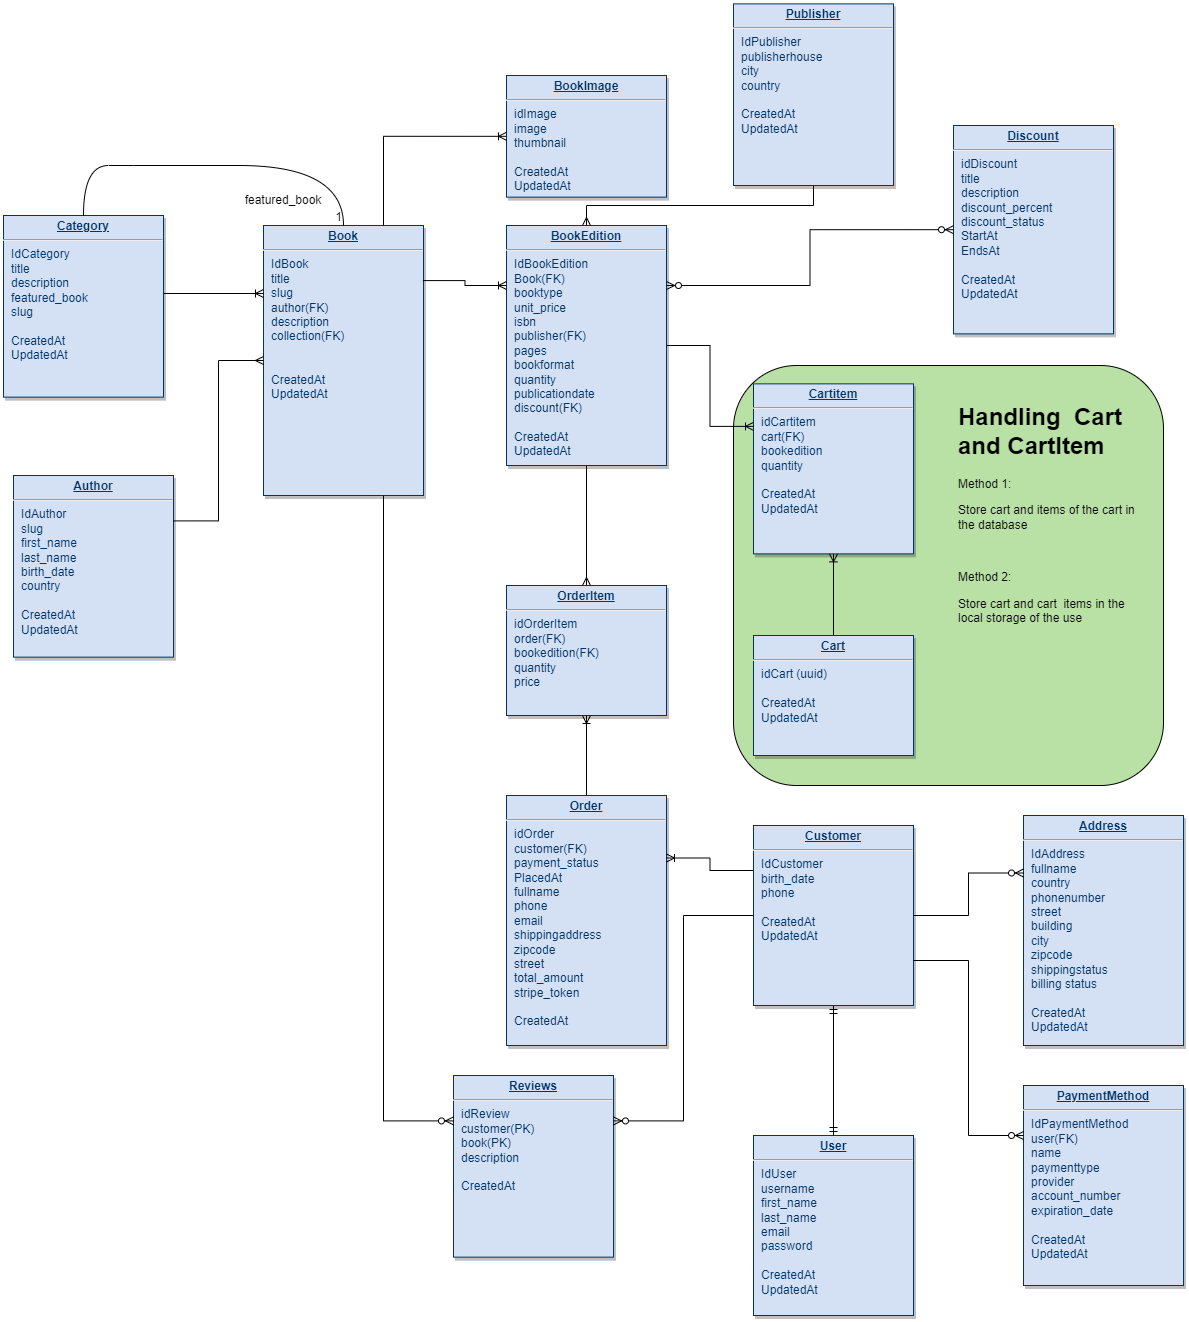 Publisher
IdPublisher
publisherhouse
city
country
CreatedAt
UpdatedAt
BookImage
idImage
image
thumbnail
CreatedAt
UpdatedAt
Discount
idDiscount
title
description
discount_percent
discount_status
StartAt
EndsAt
CreatedAt
UpdatedAt
featured_book
1
Category
IdCategory
title
description
featured_book
slug
CreatedAt
UpdatedAt
Book
IdBook
title
slug
author(FK)
description
collection(FK)
CreatedAt
UpdatedAt
BookEdition
IdBookEdition
Book(FK)
booktype
unit_price
isbn
publisher(FK)
pages
bookformat
quantity
publicationdate
discount(FK)
CreatedAt
UpdatedAt
Cartitem
idCartitem
cart(FK)
bookedition
quantity
CreatedAt
UpdatedAt
Handling Cart
and CartItem
Method 1:
Store cart and items of the cart in
the database
Method 2:
Store cart and cart items in the
local storage of the use
Author
IdAuthor
slug
first_name
last_name
birth_date
country
CreatedAt
UpdatedAt
OrderItem
idOrderItem
order(FK)
bookedition(FK)
quantity
price
Cart
idCart (uuid)
CreatedAt
UpdatedAt
Order
idOrder
customer(FK)
payment_status
PlacedAt
fullname
phone
email
shippingaddress
zipcode
street
total_amount
stripe_token
CreatedAt
Customer
IdCustomer
birth_date
phone
CreatedAt
UpdatedAt
Address
IdAddress
fullname
country
phonenumber
street
building
city
zipcode
shippingstatus
billing status
CreatedAt
UpdatedAt
Reviews
idReview
customer(PK)
book(PK)
description
CreatedAt
User
IdUser
username
first_name
last_name
email
password
CreatedAt
UpdatedAt
PaymentMethod
IdPaymentMethod
user(FK)
name
paymenttype
provider
account_number
expiration_date
CreatedAt
UpdatedAt